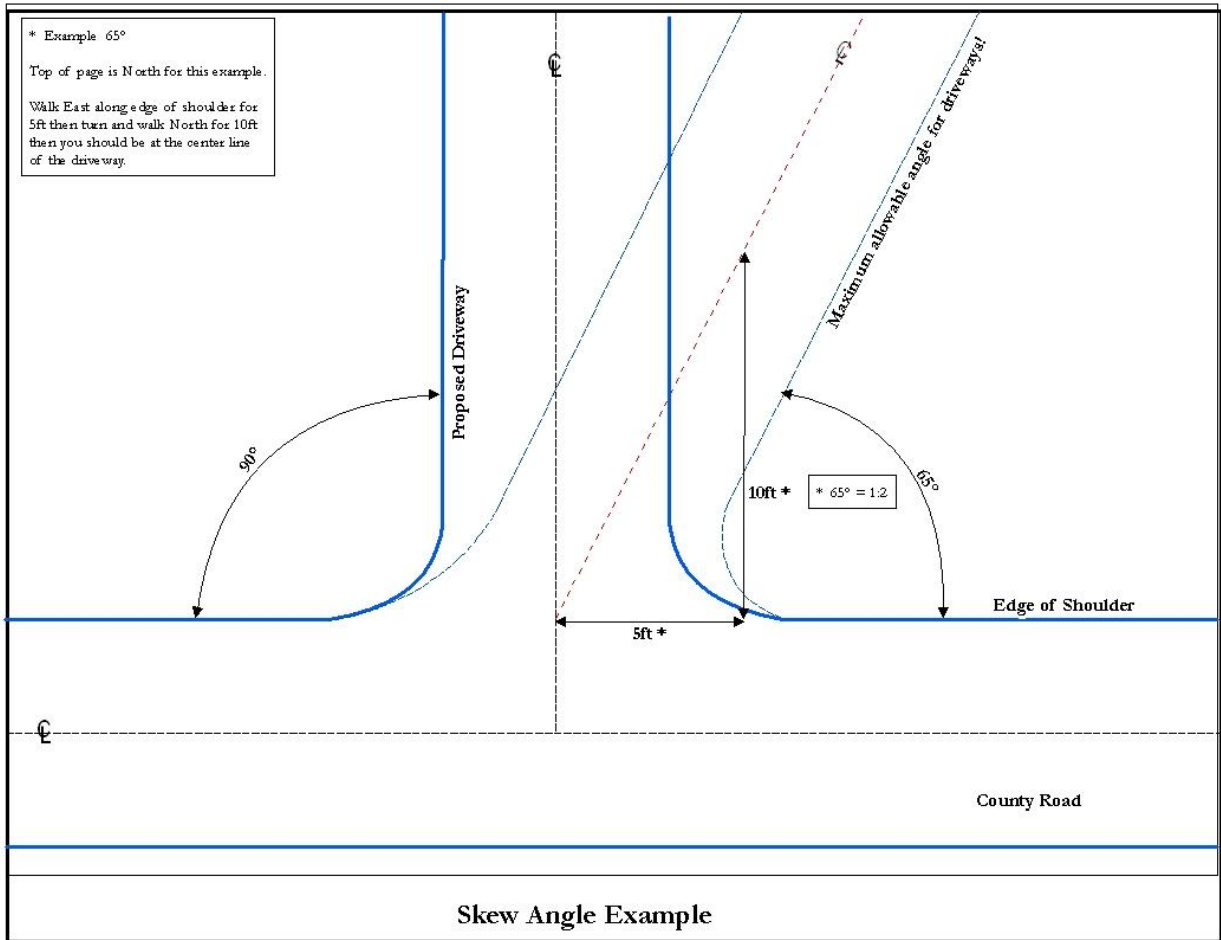 * Example 65°
Top of page is North for this example.
Walk East along edge of shoulder for
5ft then turn and walk North for 10ft
then you should be at the center line
of the driveway.
℄
℄
Maximum allowable angle for driveways!
Proposed Driveway
90°
65°
10ft *
* 65° = 1:2
Edge of Shoulder
5ft *
℄
County Road
Skew Angle Example